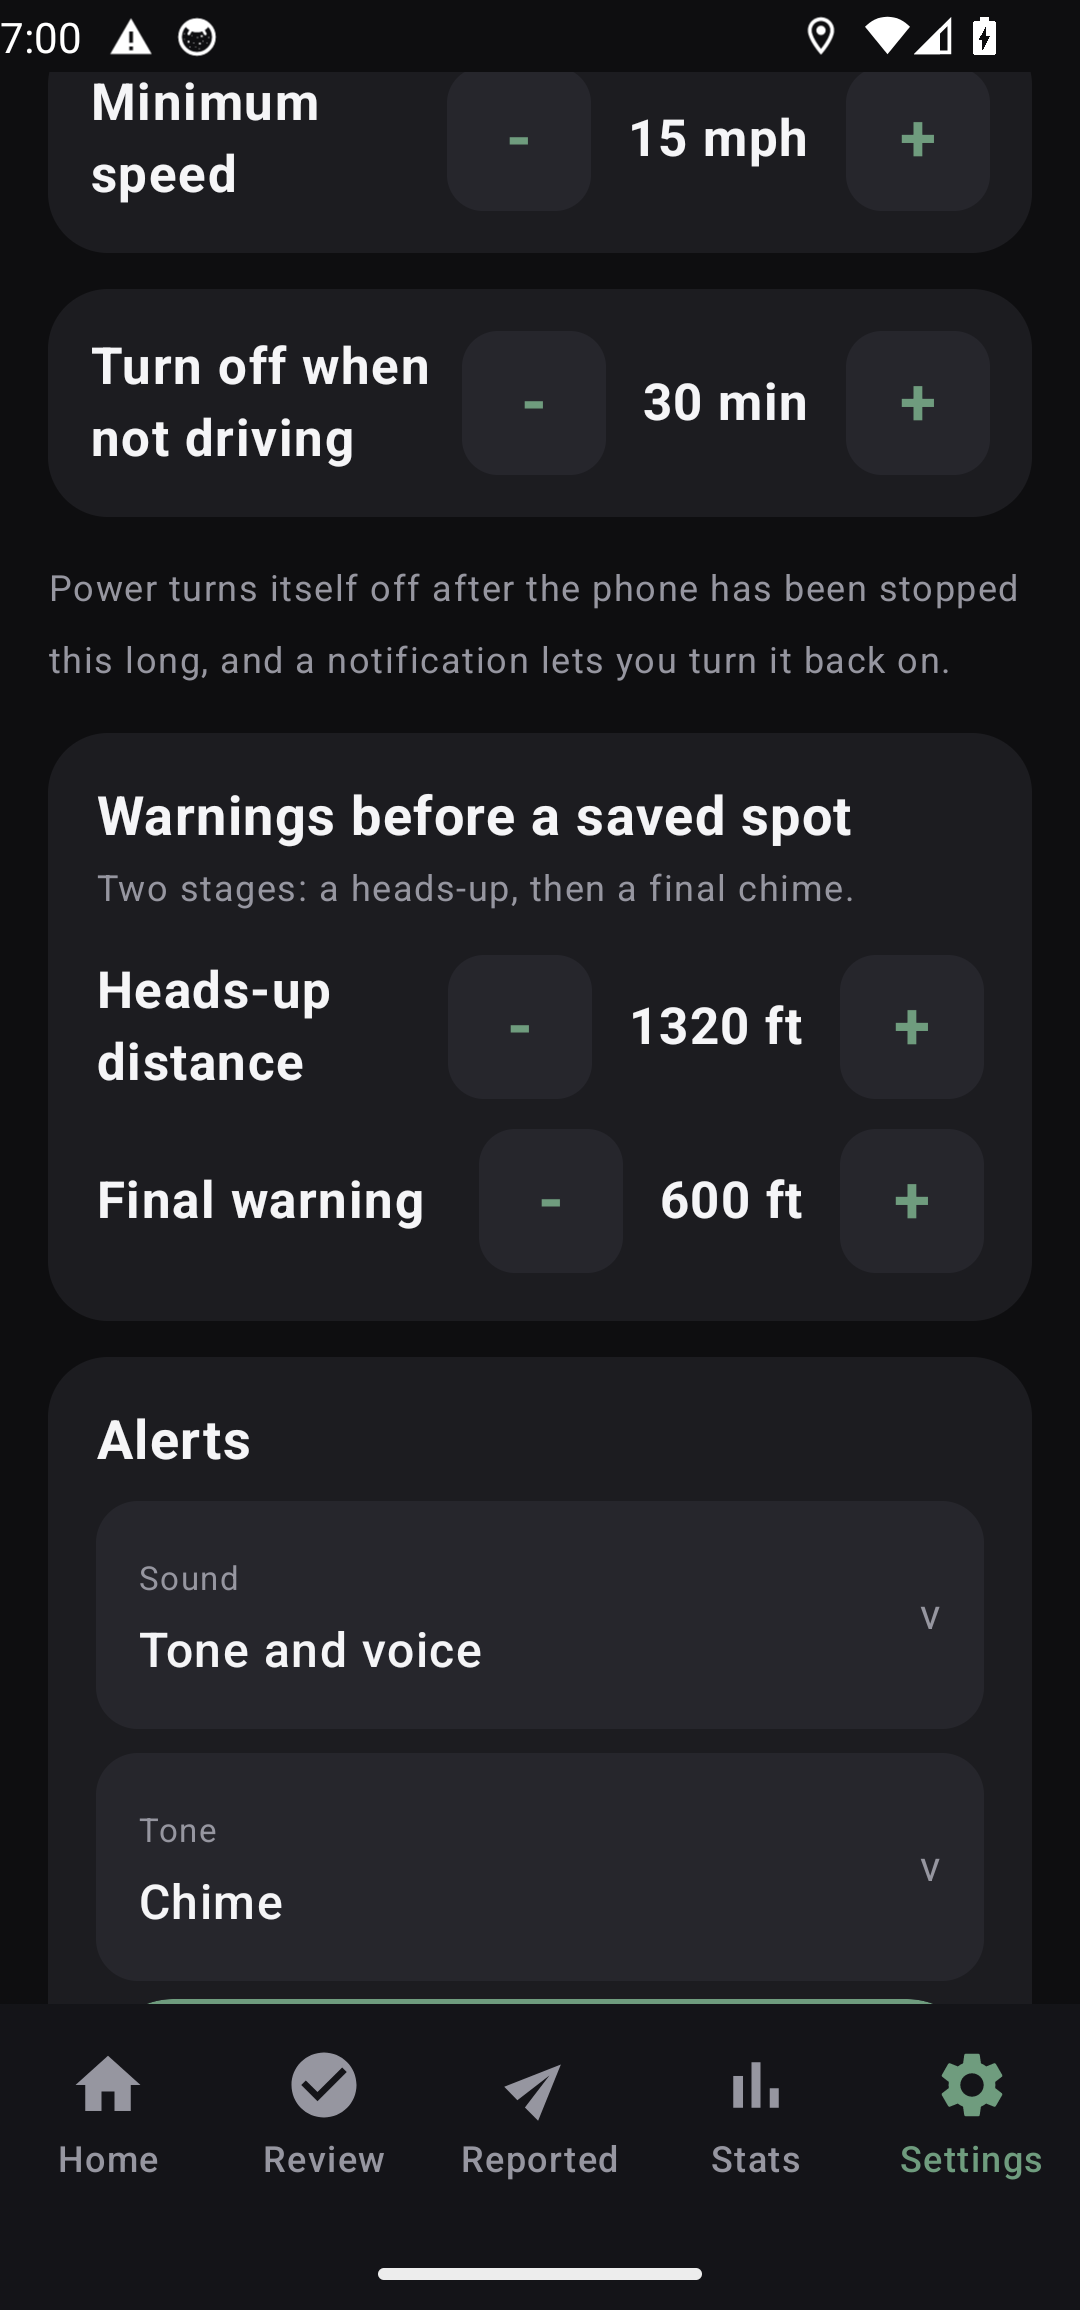 7:00
Minimum
speed
- 15 mph +
Turn off when
not driving
- 30 min +
Power turns itself off after the phone has been stopped
this long, and a notification lets you turn it back on.
Warnings before a saved spot
Two stages: a heads-up, then a final chime.
Heads-up
distance
- 1320 ft +
Final warning - 600 ft +
Alerts
Sound
Tone and voice
v
Tone
Chime
v
Home Review Reported Stats Settings